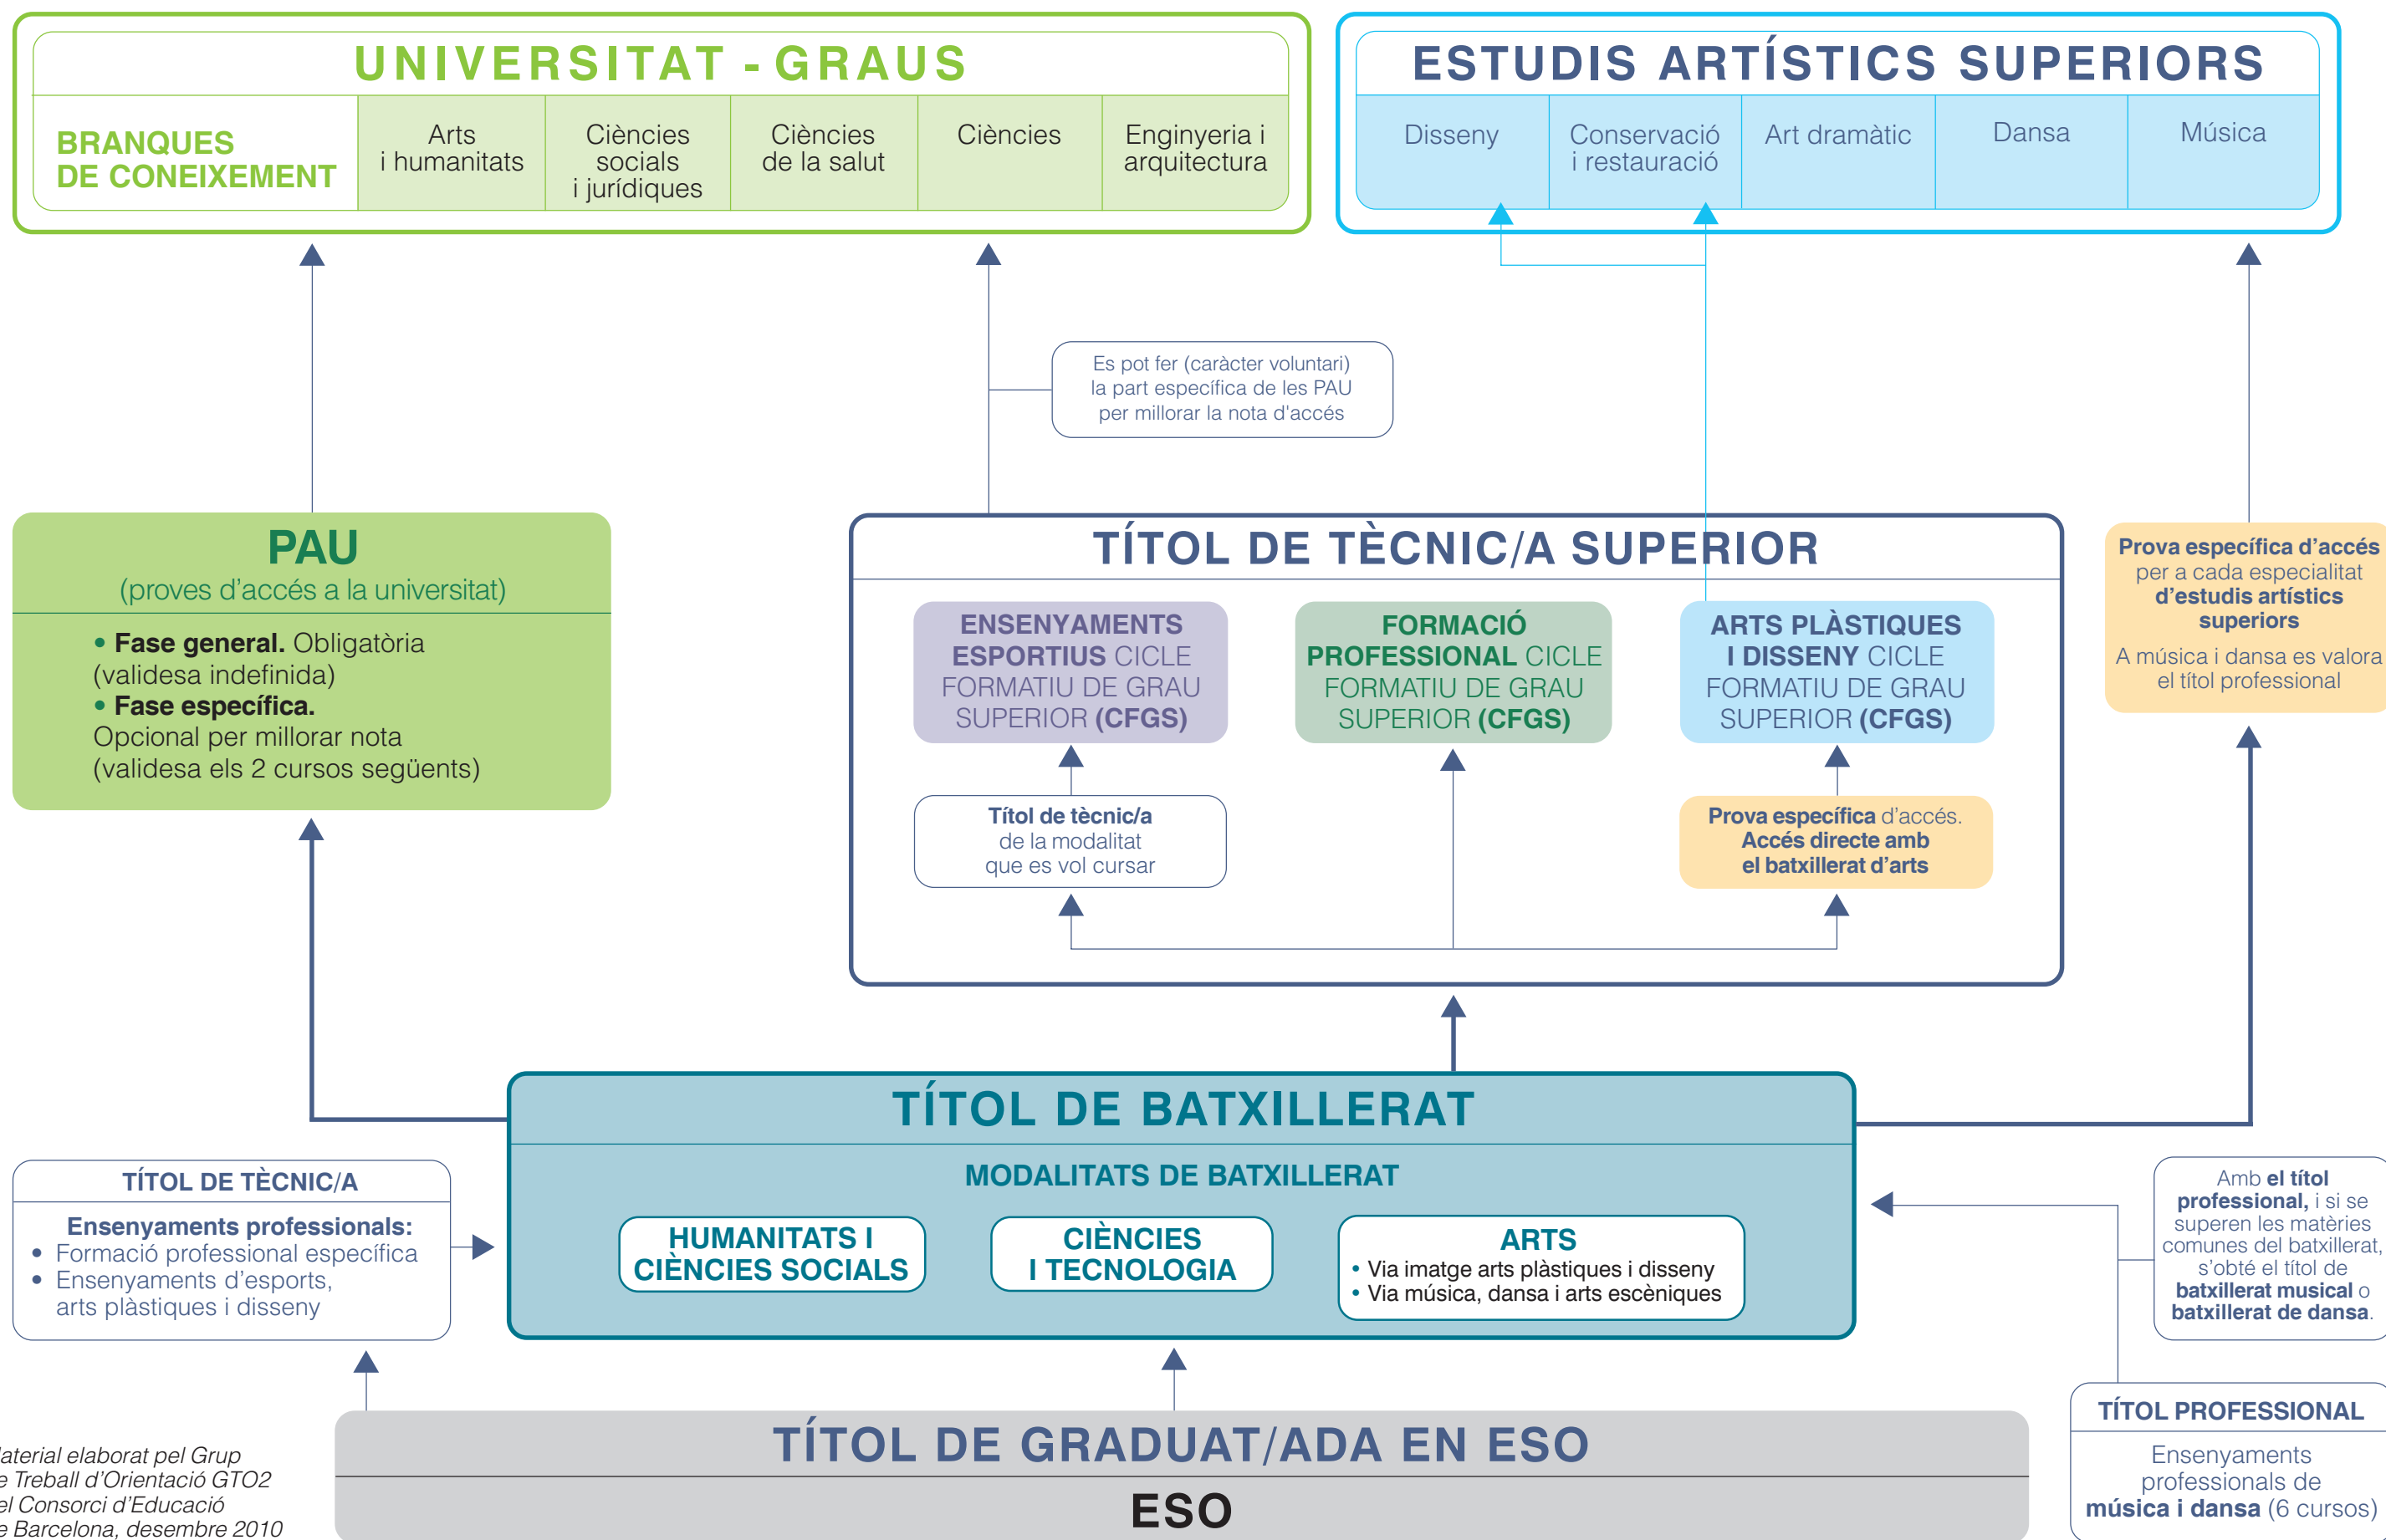 UNIVERSITAT - GRAUS
BRANQUES
DE CONEIXEMENT
Arts
i humanitats
Ciències
socials
i jurídiques
Ciències
de la salut
Ciències
Enginyeria i
arquitectura
ESTUDIS ARTÍSTICS SUPERIORS
Disseny
Conservació
i restauració
Art dramàtic
Dansa
Música
Es pot fer (caràcter voluntari)
la part específica de les PAU
per millorar la nota d'accés
PAU
(proves d’accés a la universitat)
• Fase general. Obligatòria
(validesa indefinida)
• Fase específica.
Opcional per millorar nota
(validesa els 2 cursos següents)
TÍTOL DE TÈCNIC/A SUPERIOR
ENSENYAMENTS
ESPORTIUS CICLE
FORMATIU DE GRAU
SUPERIOR (CFGS)
FORMACIÓ
PROFESSIONAL CICLE
FORMATIU DE GRAU
SUPERIOR (CFGS)
ARTS PLÀSTIQUES
I DISSENY CICLE
FORMATIU DE GRAU
SUPERIOR (CFGS)
Títol de tècnic/a
de la modalitat
que es vol cursar
Prova específica d’accés.
Accés directe amb
el batxillerat d’arts
Prova específica d’accés
per a cada especialitat
d’estudis artístics
superiors
A música i dansa es valora
el títol professional
TÍTOL DE BATXILLERAT
MODALITATS DE BATXILLERAT
HUMANITATS I
CIÈNCIES SOCIALS
CIÈNCIES
I TECNOLOGIA
ARTS
• Via imatge arts plàstiques i disseny
• Via música, dansa i arts escèniques
TÍTOL DE TÈCNIC/A
Ensenyaments professionals:
• Formació professional específica
• Ensenyaments d’esports,
arts plàstiques i disseny
Amb el títol
professional, i si se
superen les matèries
comunes del batxillerat,
s’obté el títol de
batxillerat musical o
batxillerat de dansa.
TÍTOL PROFESSIONAL
Ensenyaments
professionals de
música i dansa (6 cursos)
TÍTOL DE GRADUAT/ADA EN ESO
ESO
aterial elaborat pel Grup
e Treball d’Orientació GTO2
el Consorci d’Educació
e Barcelona, desembre 2010